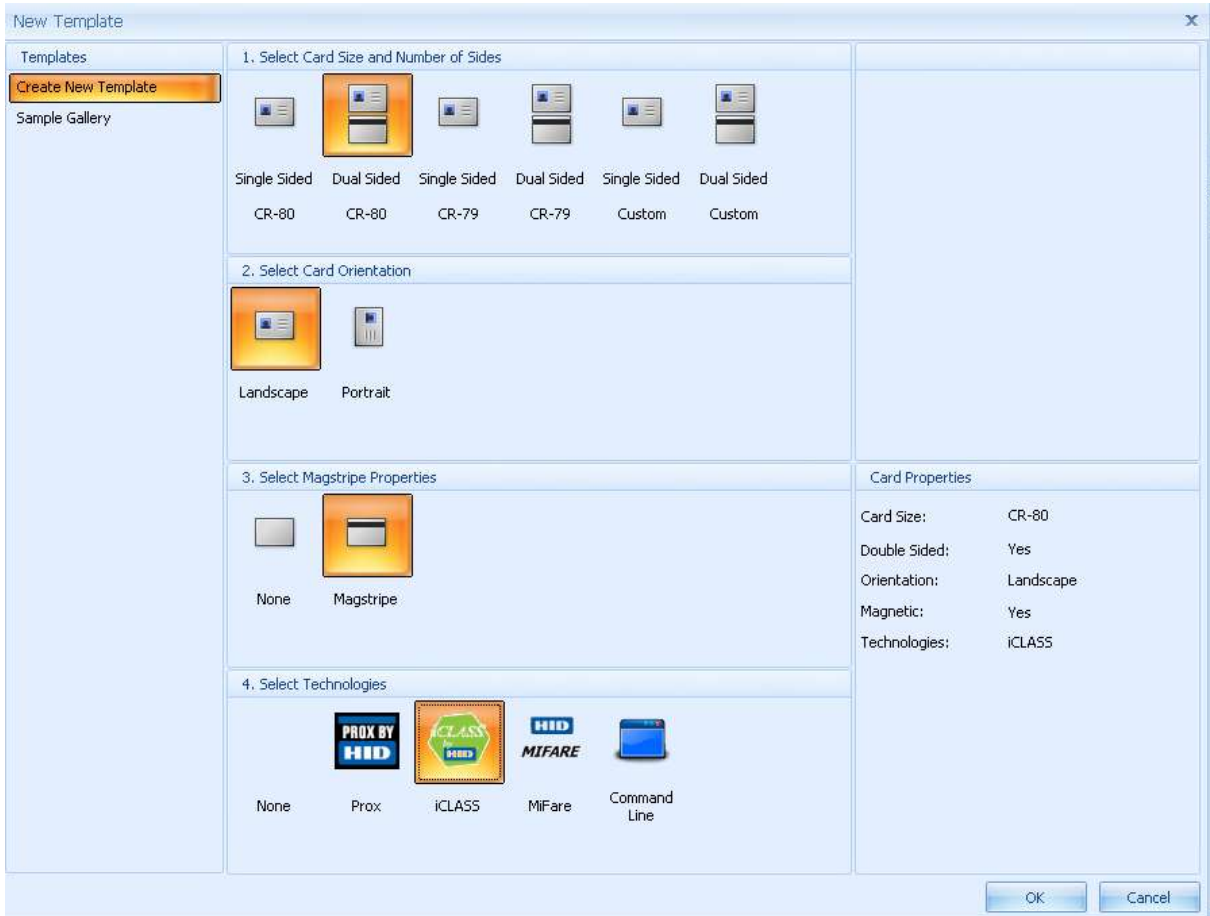 New Template
x
Templates
Create New Template
Sample Gallery
1. Select Card Size and Number of Sides
Single Sided Dual Sided Single Sided Dual Sided Single Sided Dual Sided
CR-80 CR-80 CR-79 CR-79 Custom Custom
2. Select Card Orientation
Landscape Portrait
3. Select Magstripe Properties
None Magstripe
4. Select Technologies
PROX BY
HID
iCLASS
by
HID
HID
MIFARE
None Prox iCLASS MiFare Command
Line
Card Properties
Card Size: CR-80
Double Sided: Yes
Orientation: Landscape
Magnetic: Yes
Technologies: iCLASS
OK Cancel